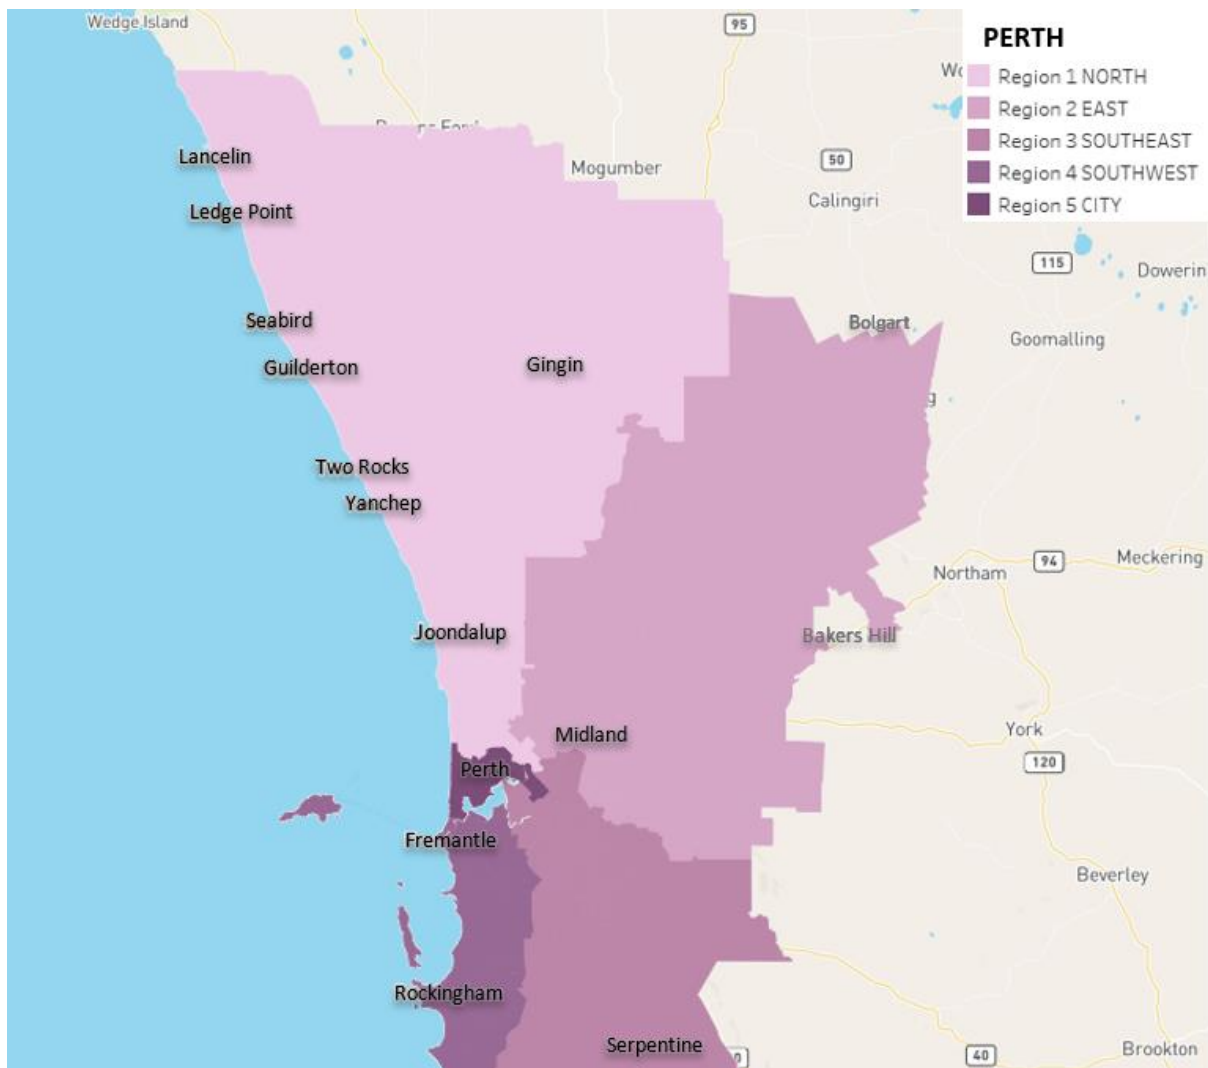 Wedge Island
95
PERTH
Region 1 NORTH
Region 2 EAST
Region 3 SOUTHEAST
Region 4 SOUTHWEST
Region 5 CITY
Lancelin
Mogumber
50
Calingiri
Ledge Point
115
Dowerin
Seabird
Bolgart
Goomalling
Guilderton
Gingin
Two Rocks
Yanchep
94
Meckering
Northam
Joondalup
Bakers Hill
Midland
York
120
Perth
Fremantle
Beverley
Rockingham
Serpentine
40
Brookton